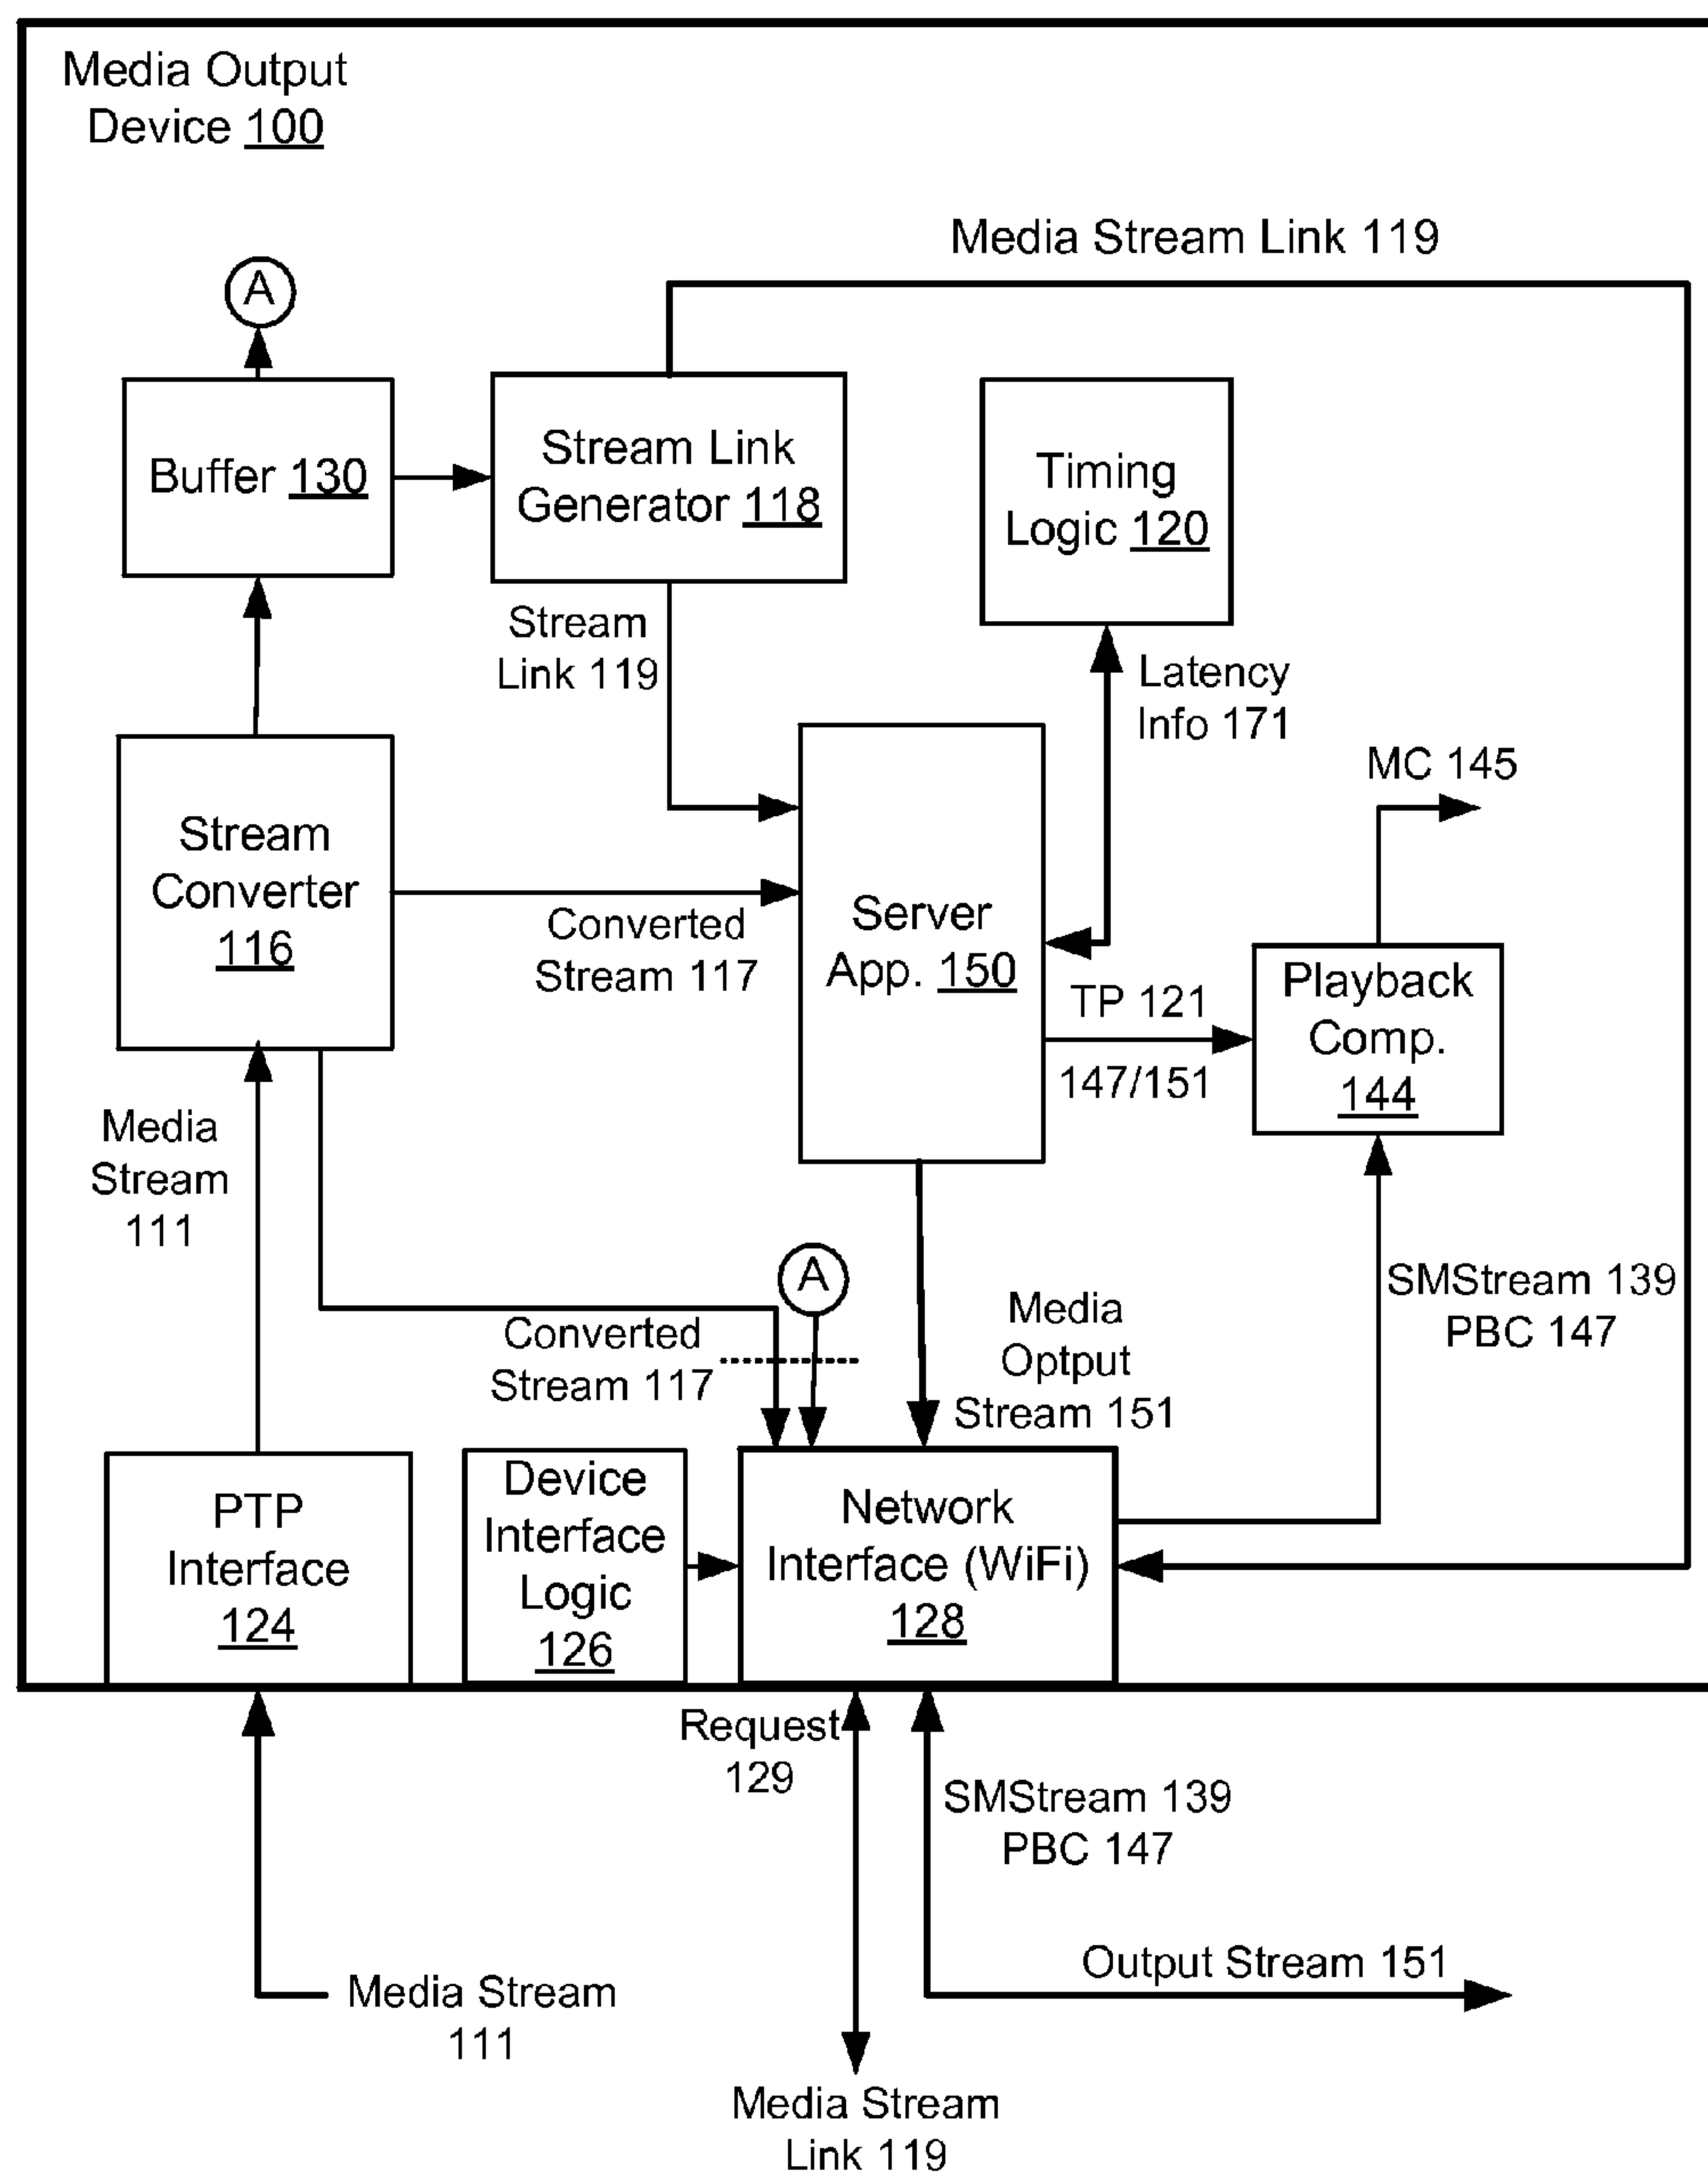 Media Output
Device 100
Media Stream Link 119
A
Buffer 130
Stream Link
Generator 118
Timing
Logic 120
Stream
Link 119
Latency
Info 171
MC 145
Stream
Converter
116
Converted
Stream 117
Server
App. 150
TP 121
147/151
Playback
Comp.
144
Media
Stream
111
A
Converted
Stream 117
Media
Optput
Stream 151
SMStream 139
PBC 147
PTP
Interface
124
Device
Interface
Logic
126
Network
Interface (WiFi)
128
Request
129
SMStream 139
PBC 147
Output Stream 151
Media Stream
111
Media Stream
Link 119